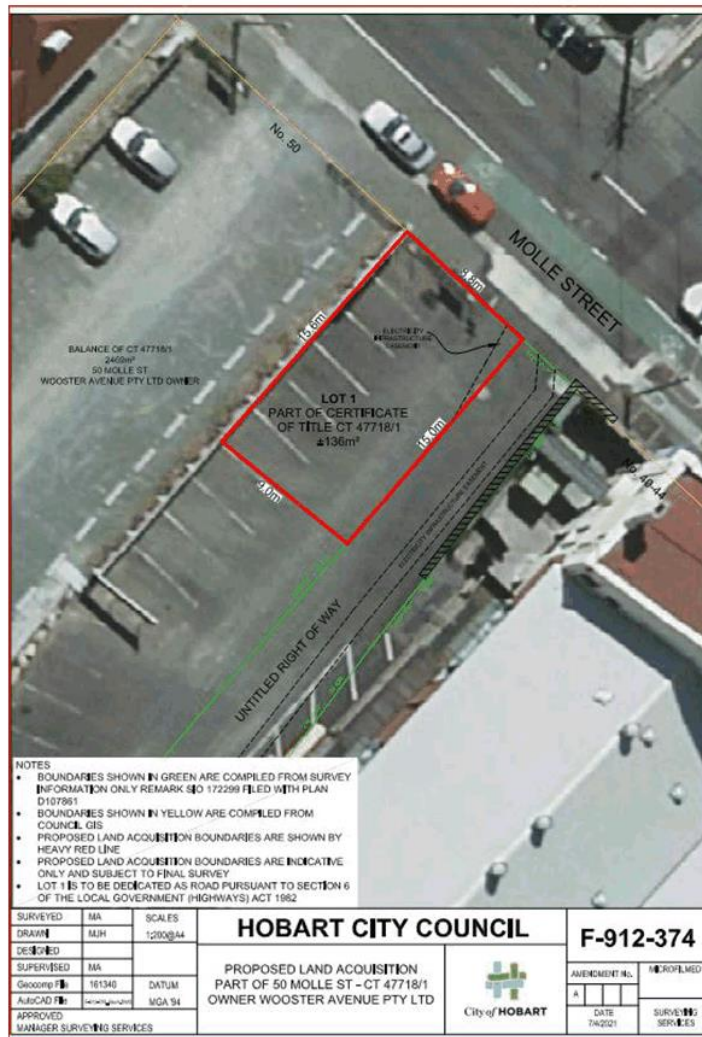 No. 50
MOLLE STREET
9.8m
15.6m
ELECTRICITY
INFRASTRUCTURE
EASEMENT
BALANCE OF CT 47718/1
2469m²
50 MOLLE ST
WOOSTER AVENUE PTY LTD OWNER
LOT 1
PART OF CERTIFICATE
OF TITLE CT 47718/1
±136m²
15.0m
9.0m
No. 40-44
ELECTRICITY INFRASTRUCTURE EASEMENT
UNTITLED RIGHT OF WAY
NOTES
• BOUNDARIES SHOWN IN GREEN ARE COMPILED FROM SURVEY
INFORMATION ONLY REMARK SIO 172299 FILED WITH PLAN
D107861
• BOUNDARIES SHOWN IN YELLOW ARE COMPILED FROM
COUNCIL GIS
• PROPOSED LAND ACQUISITION BOUNDARIES ARE SHOWN BY
HEAVY RED LINE
• PROPOSED LAND ACQUISITION BOUNDARIES ARE INDICATIVE
ONLY AND SUBJECT TO FINAL SURVEY
• LOT 1 IS TO BE DEDICATED AS ROAD PURSUANT TO SECTION 6
OF THE LOCAL GOVERNMENT (HIGHWAYS) ACT 1982
SURVEYED MA SCALES
DRAWN MJH 1:200@A4
DESIGNED
SUPERVISED MA
Geocomp File 161340 DATUM
AutoCAD File MGA '94
APPROVED
MANAGER SURVEYING SERVICES
HOBART CITY COUNCIL
PROPOSED LAND ACQUISITION
PART OF 50 MOLLE ST - CT 47718/1
OWNER WOOSTER AVENUE PTY LTD
City of HOBART
F-912-374
AMENDMENT No. MICROFILMED
A
DATE
7/4/2021
SURVEYING
SERVICES